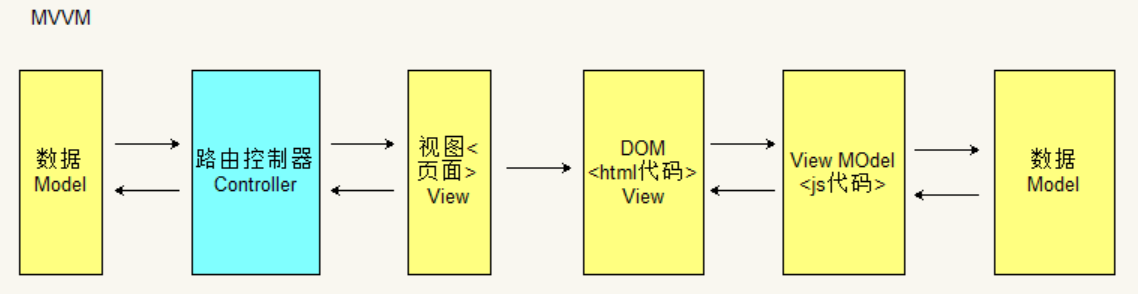 MVVM
数据
Model
路由控制器
Controller
视图<
页面>
View
DOM
<html代码>
View
View MOdel
<js代码>
数据
Model